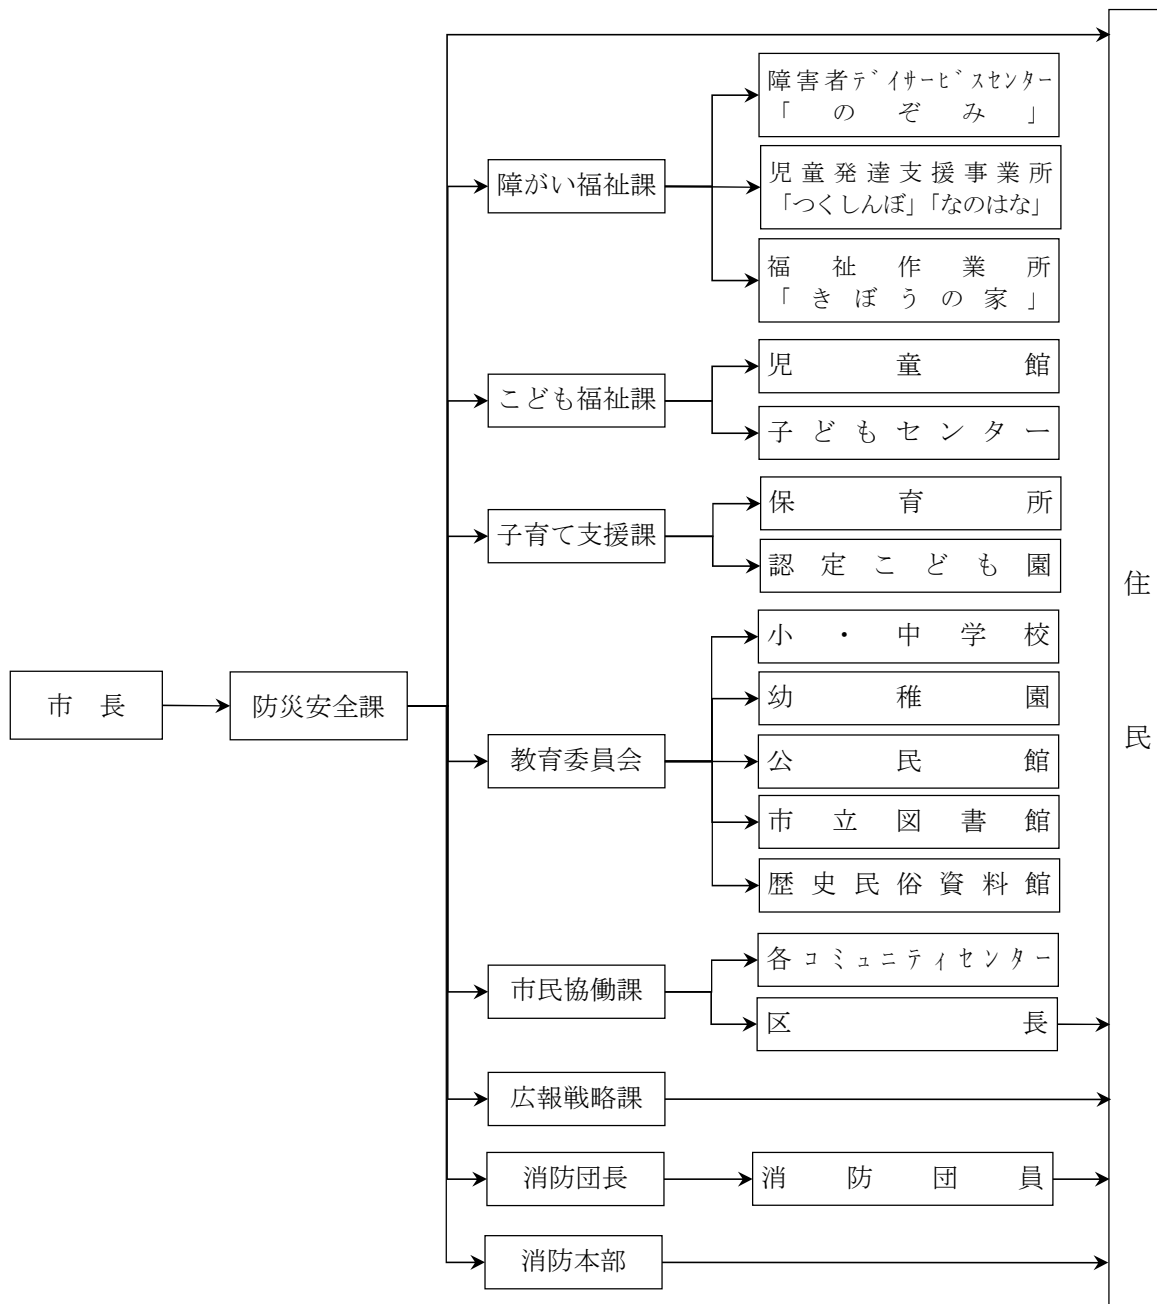 障害者ﾃﾞｲｻｰﾋﾞｽｾﾝﾀｰ
「のぞみ」
障がい福祉課
児童発達支援事業所
「つくしんぼ」「なのはな」
福祉作業所
「きぼうの家」
こども福祉課
児童館
子どもセンター
子育て支援課
保育所
認定こども園
市長
防災安全課
教育委員会
小・中学校
幼稚園
公民館
市立図書館
歴史民俗資料館
市民協働課
各コミュニティセンター
区長
広報戦略課
消防団長
消防団員
消防本部
住民